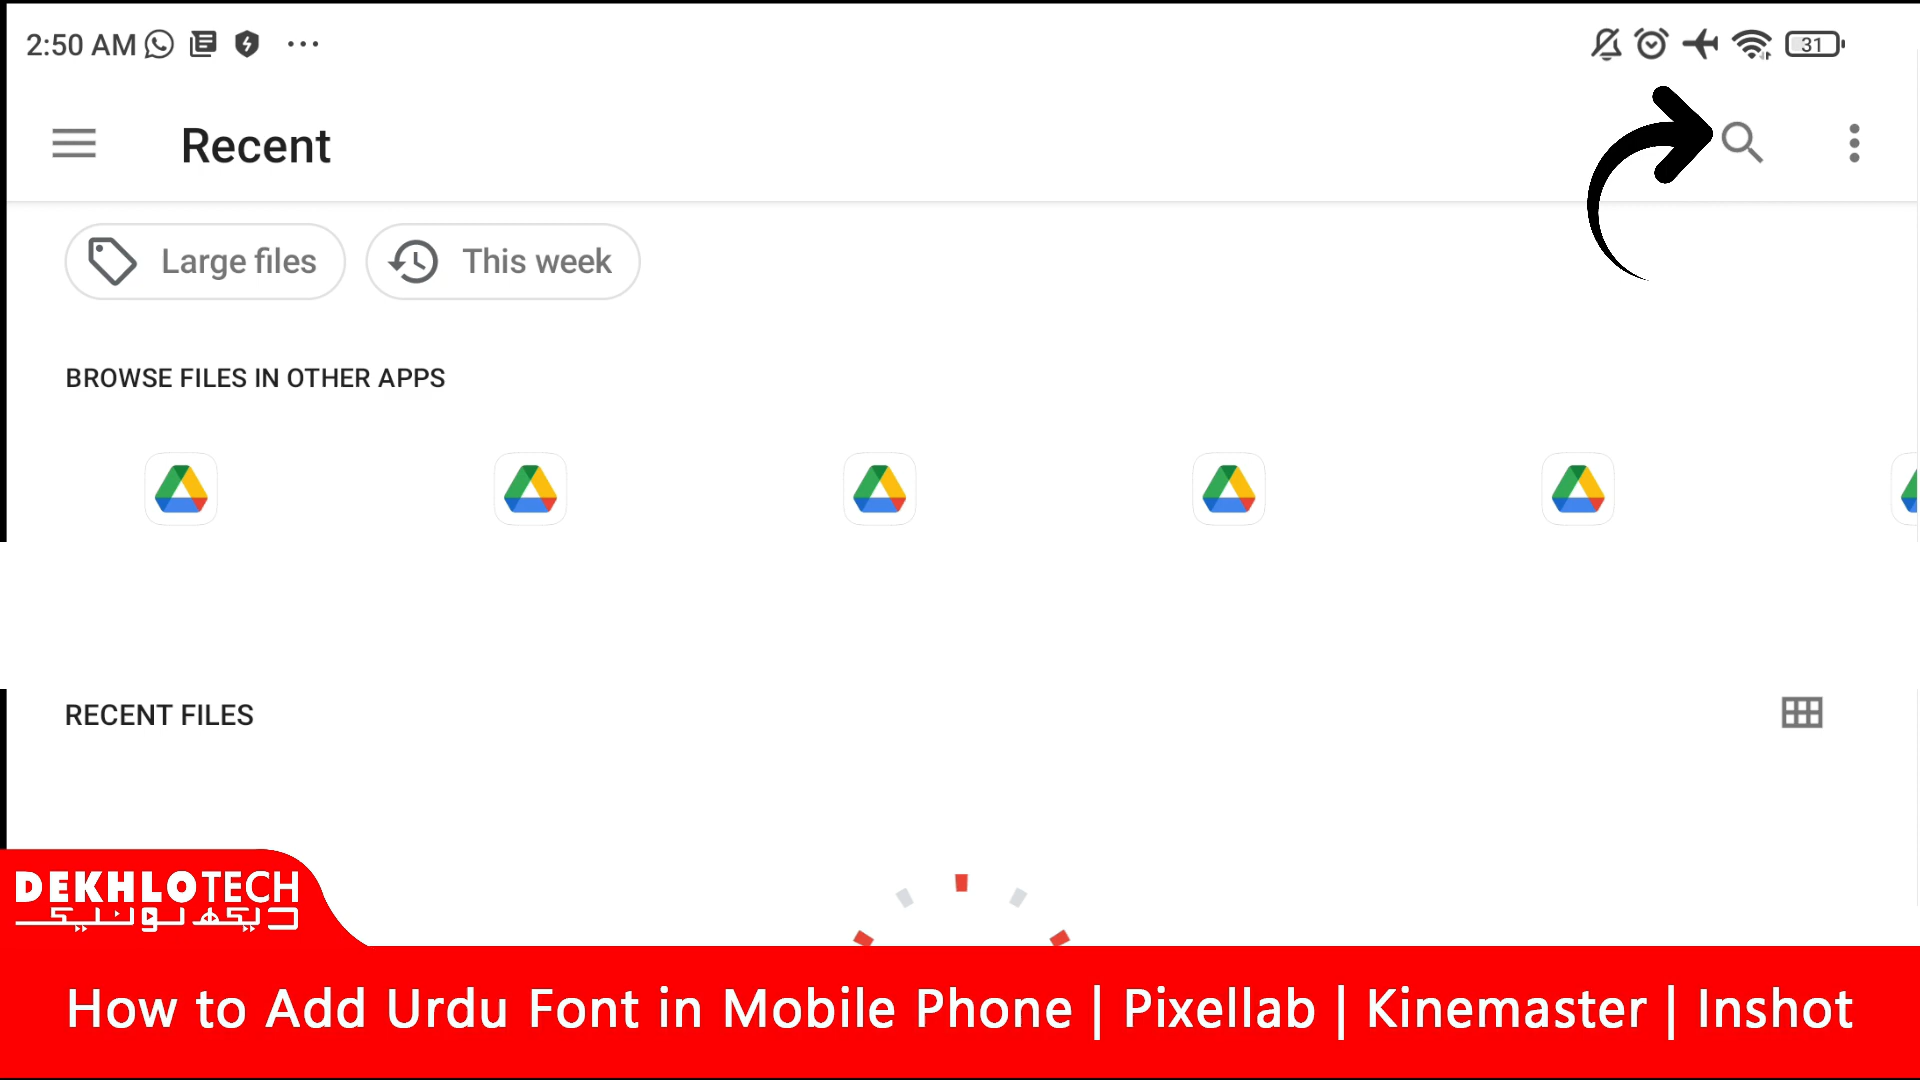 2:50 AM
31
Recent
Large files
This week
BROWSE FILES IN OTHER APPS
RECENT FILES
DEKHLOTECH
دیکھلوٹیک
How to Add Urdu Font in Mobile Phone | Pixellab | Kinemaster | Inshot